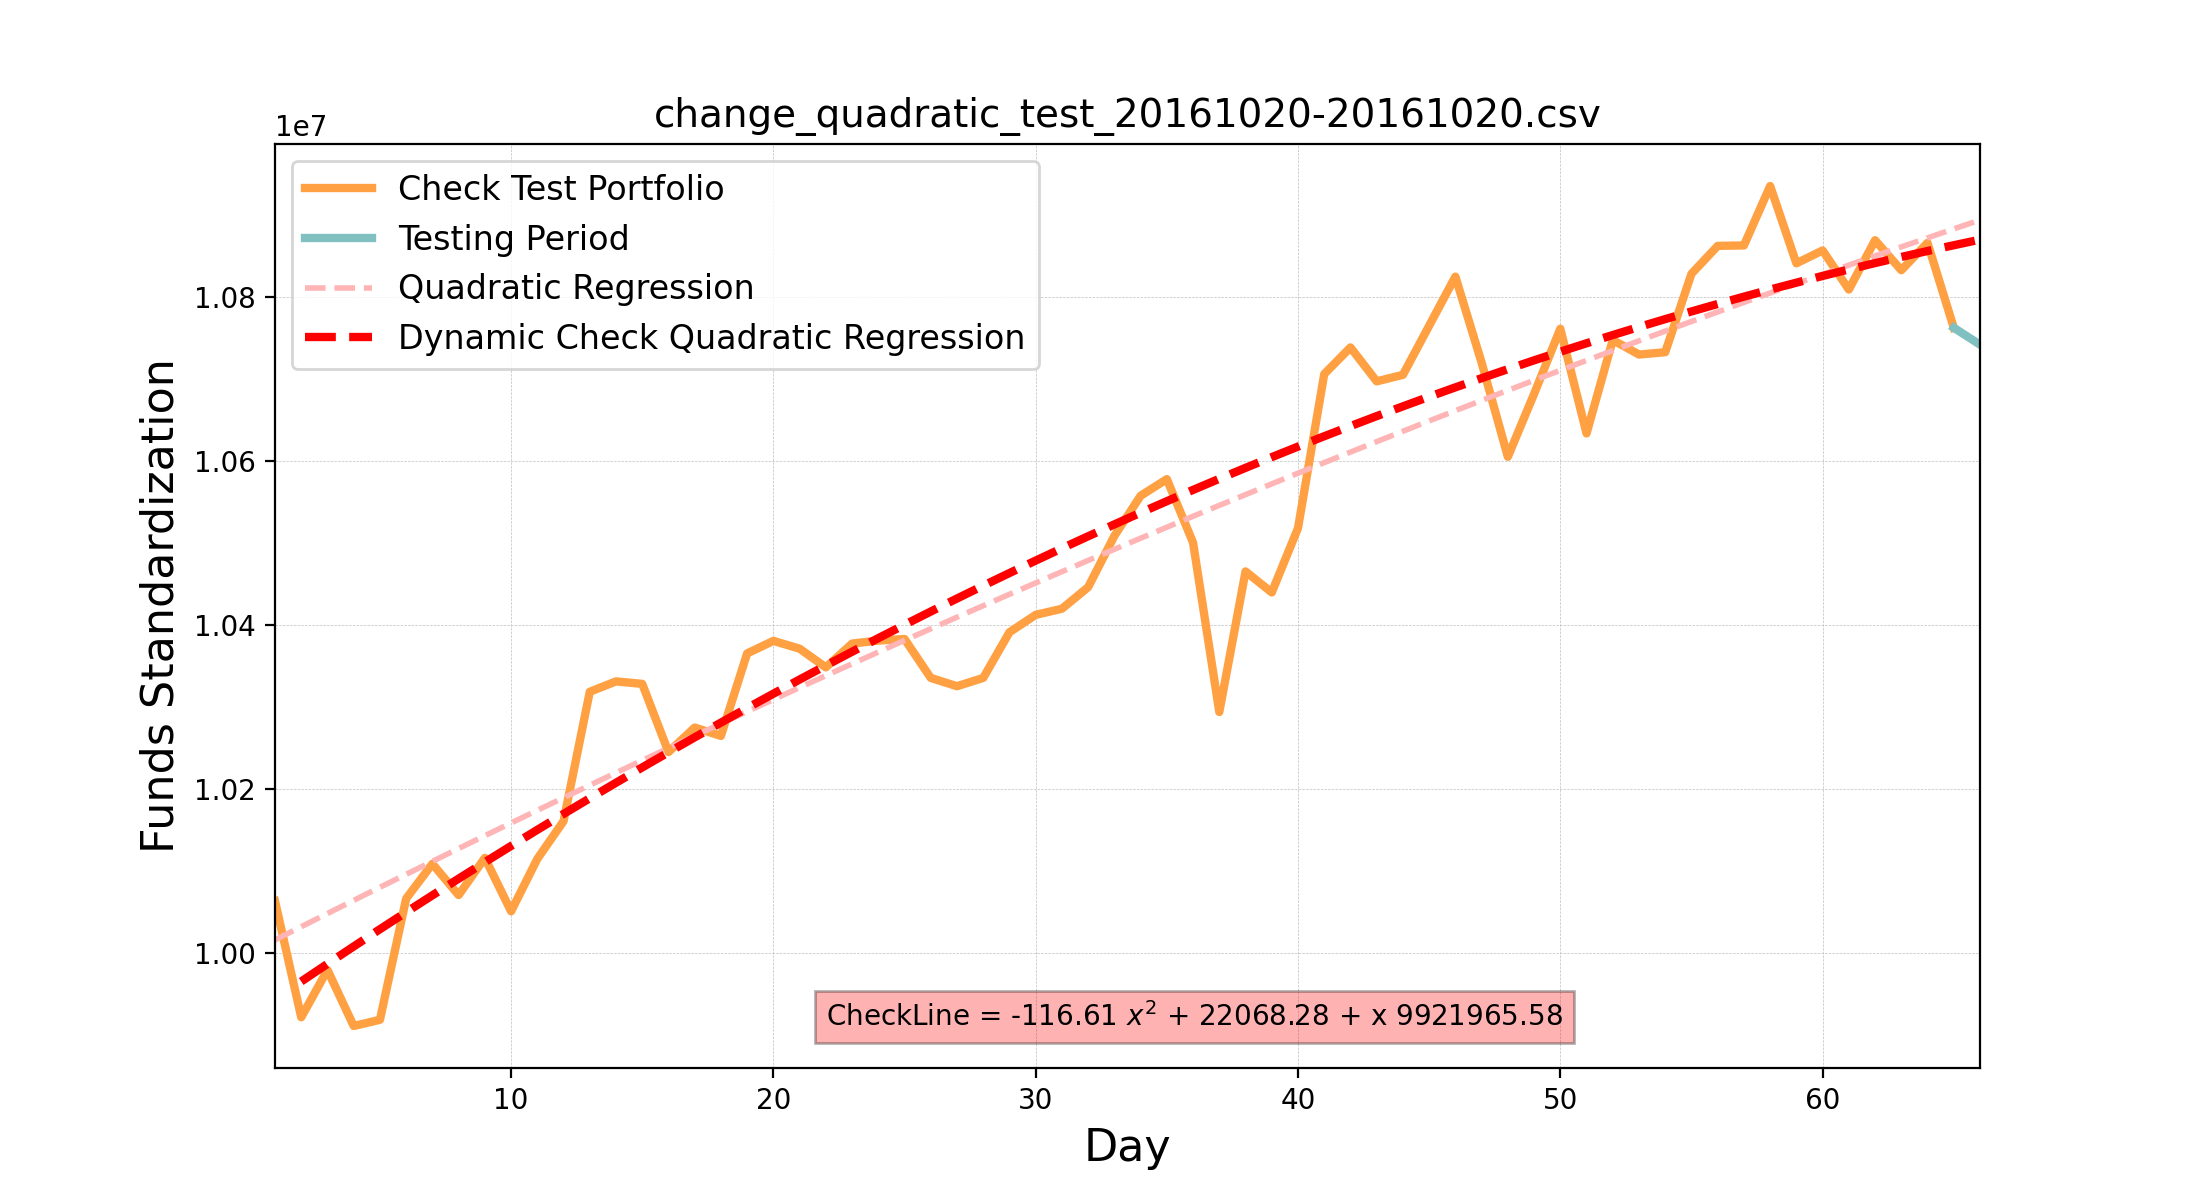 change_quadratic_test_20161020-20161020.csv
1e7
Check Test Portfolio
Testing Period
Quadratic Regression
Dynamic Check Quadratic Regression
1.08
1.06
1.04
1.02
1.00
Funds Standardization
CheckLine = -116.61 x² + 22068.28 + x 9921965.58
10 20 30 40 50 60
Day